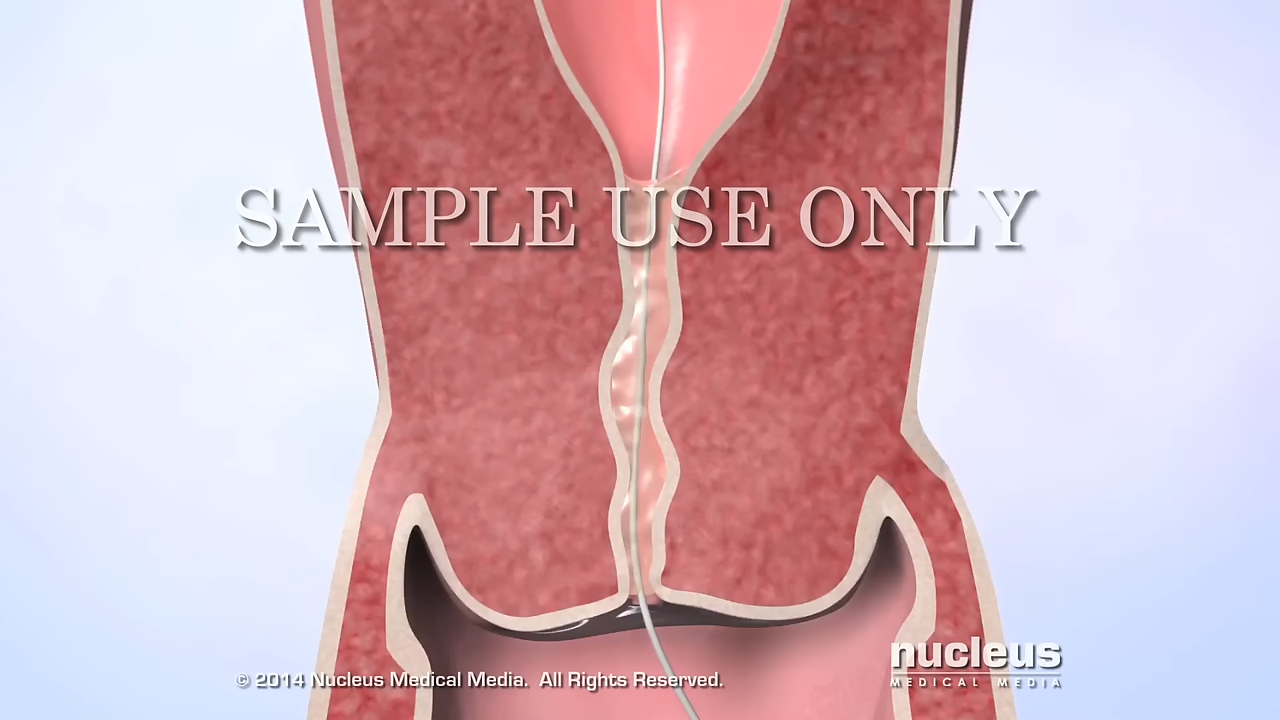 SAMPLE USE ONLY
nucleus
MEDICAL MEDIA
© 2014 Nucleus Medical Media. All Rights Reserved.